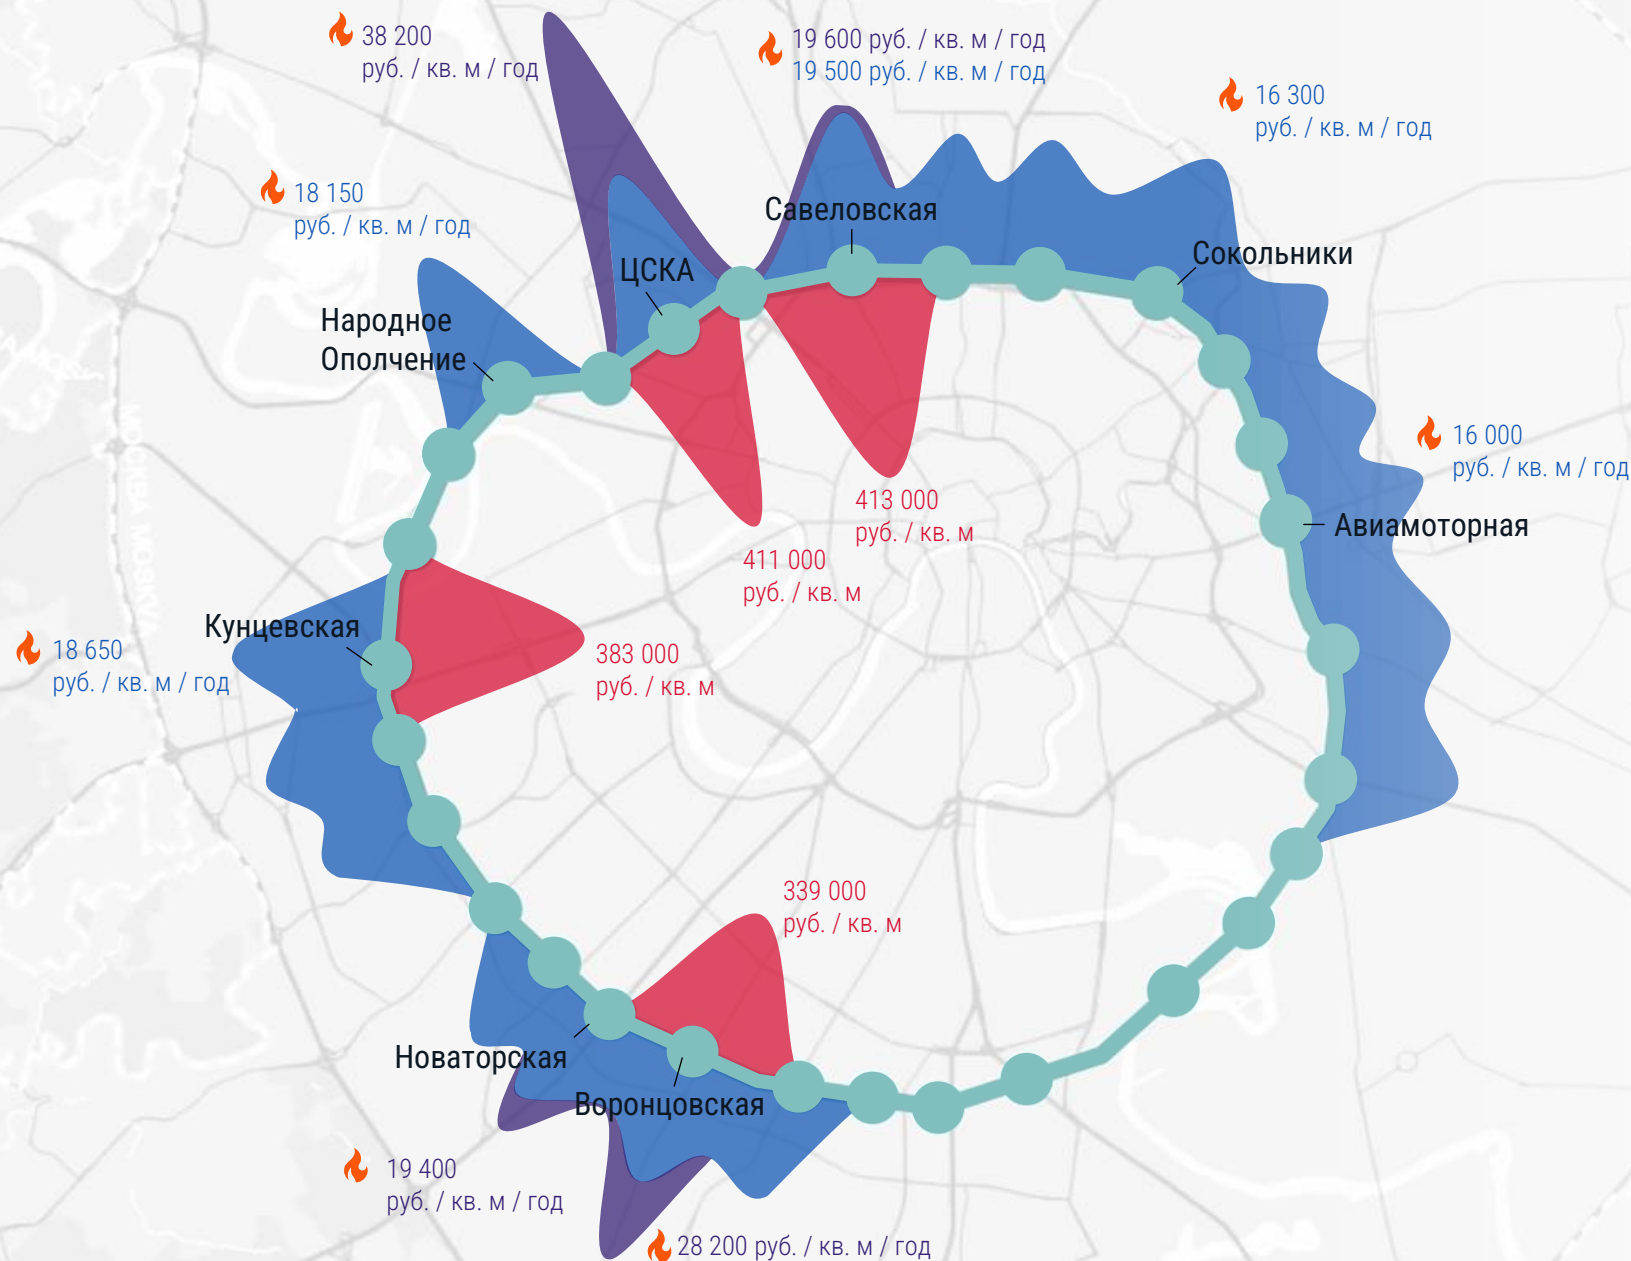 38 200
руб. / кв. м / год
19 600 руб. / кв. м / год
19 500 руб. / кв. м / год
16 300
руб. / кв. м / год
18 150
руб. / кв. м / год
Савеловская
Сокольники
ЦСКА
Народное
Ополчение
16 000
руб. / кв. м / год
413 000
руб. / кв. м
Авиамоторная
411 000
руб. / кв. м
МОСКВА MOSKVA
Кунцевская
18 650
руб. / кв. м / год
383 000
руб. / кв. м
339 000
руб. / кв. м
Новаторская
Воронцовская
19 400
руб. / кв. м / год
28 200 руб. / кв. м / год